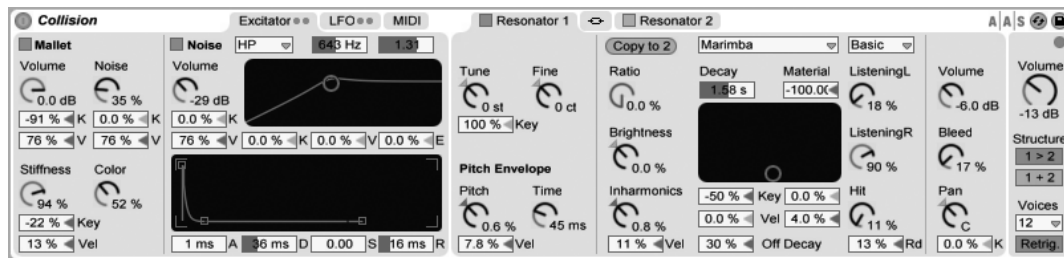 Collision Excitator LFO MIDI Resonator 1 Resonator 2 A|A|S
Mallet Noise HP 643 Hz 1.31 Copy to 2 Marimba Basic
Volume Noise Volume Tune Fine Ratio Decay Material ListeningL Volume Volume
0.0 dB 35 % -29 dB 0 st 0 ct 0.0 % 1.58 s -100.0 18 % -6.0 dB -13 dB
-91 % K 0.0 % K 0.0 % K 100 % Key
76 % V 76 % V 76 % V 0.0 % K 0.0 % V 0.0 % E Brightness ListeningR Bleed Structure
0.0 % 90 % 17 % 1 > 2
Stiffness Color Pitch Envelope 1 + 2
94 % 52 % Pitch Time Inharmonics -50 % Key 0.0 % Hit Pan Voices
-22 % Key 0.6 % 45 ms 0.8 % 0.0 % Vel 4.0 % 11 % C 12
13 % Vel 1 ms A 36 ms D 0.00 S 16 ms R 7.8 % Vel 11 % Vel 30 % Off Decay 13 % Rd 0.0 % K Retrig.